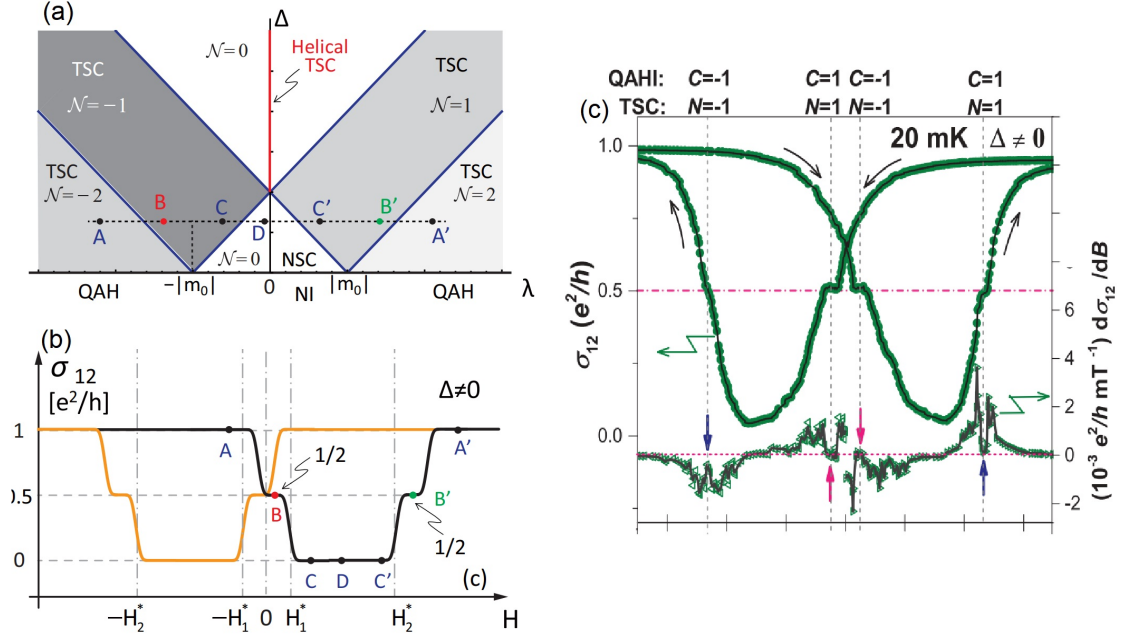 (a)
Δ
𝒩=0
Helical
TSC
TSC
𝒩=−1
TSC
𝒩=1
TSC
𝒩=−2
TSC
𝒩=2
A
B
C
D
C′
B′
A′
𝒩=0
NSC
QAH
−|m₀|
0
NI
|m₀|
QAH
λ
(b)
σ₁₂
[e²/h]
Δ≠0
1
A
A′
1/2
).5
B
B′
1/2
0
C
D
C′
(c)
−H₂*
−H₁*
0
H₁*
H₂*
H
QAHI: C=-1 C=1 C=-1 C=1
TSC: N=-1 N=1 N=-1 N=1
(c)
20 mK Δ ≠ 0
1.0
0.5
0.0
σ₁₂ (e²/h)
6
4
2
0
-2
(10⁻³ e²/h mT⁻¹) dσ₁₂/dB